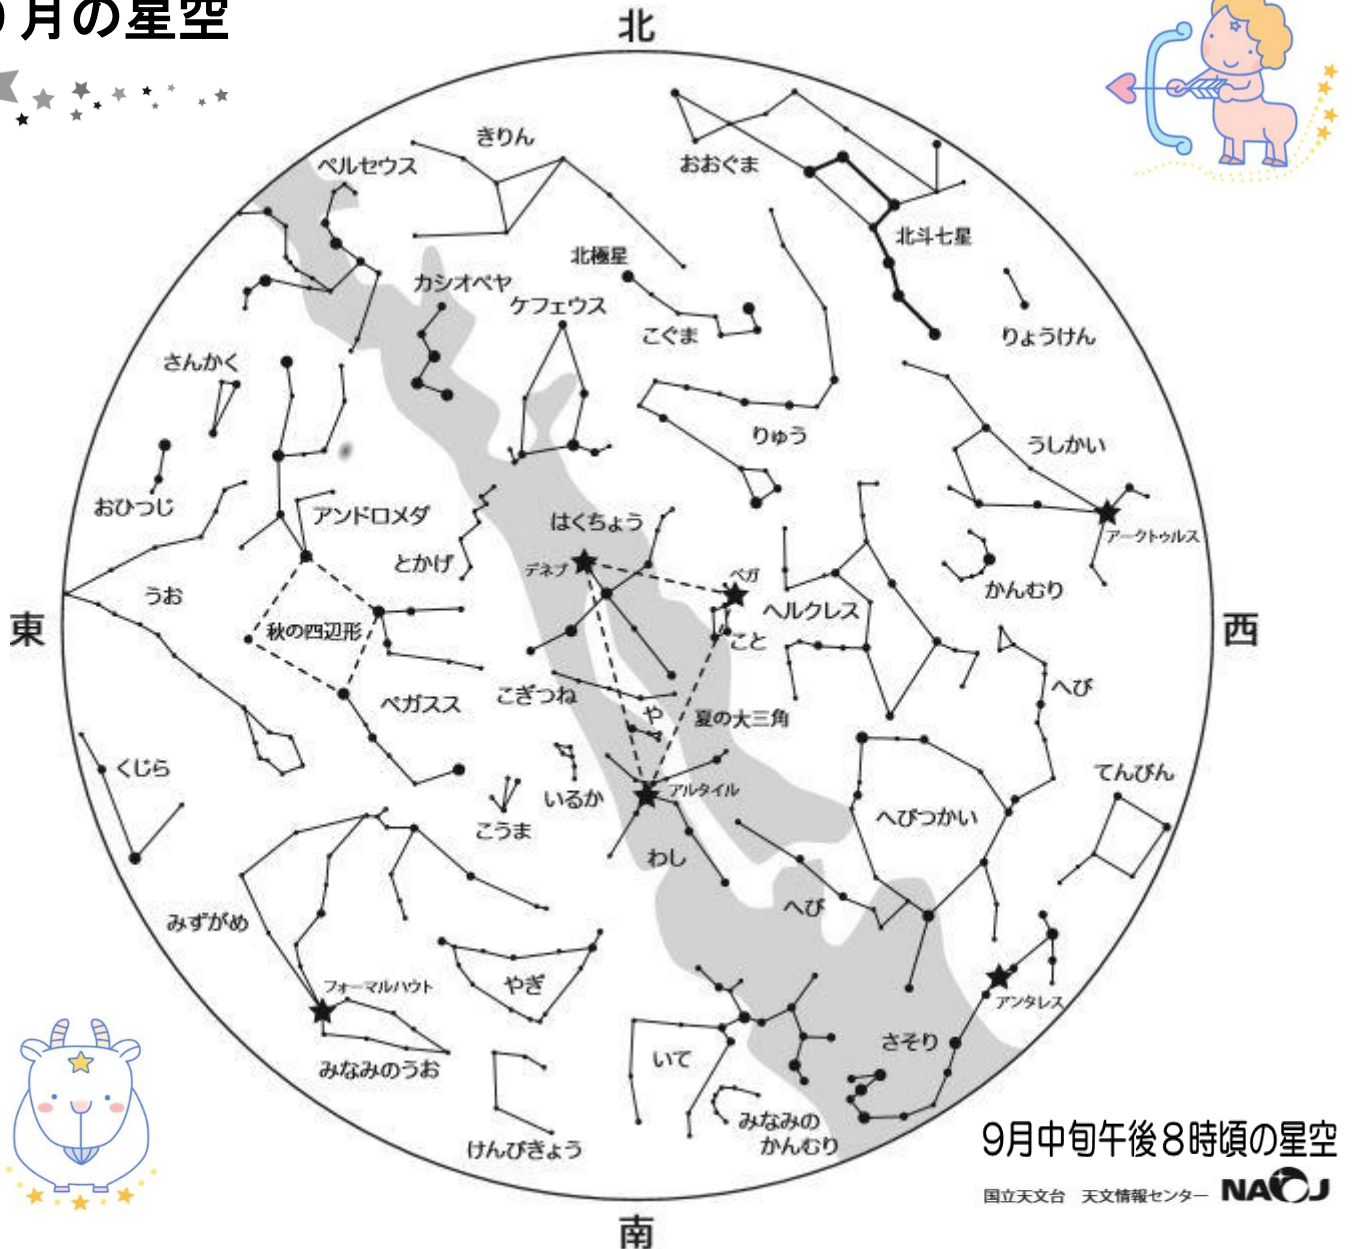 月の星空
北
きりん
ペルセウス
おおぐま
北斗七星
北極星
カシオペヤ
ケフェウス
こぐま
りょうけん
さんかく
りゅう
うしかい
おひつじ
アンドロメダ
はくちょう
アークトゥルス
とかげ
デネブ
ベガ
かんむり
うお
ヘルクレス
東
秋の四辺形
こと
西
へび
ペガスス
こぎつね
や
夏の大三角
くじら
てんびん
いるか
アルタイル
こうま
へびつかい
わし
みずがめ
へび
やぎ
フォーマルハウト
アンタレス
さそり
いて
みなみのうお
みなみの
かんむり
けんびきょう
9月中旬午後8時頃の星空
国立天文台 天文情報センター NAOJ
南